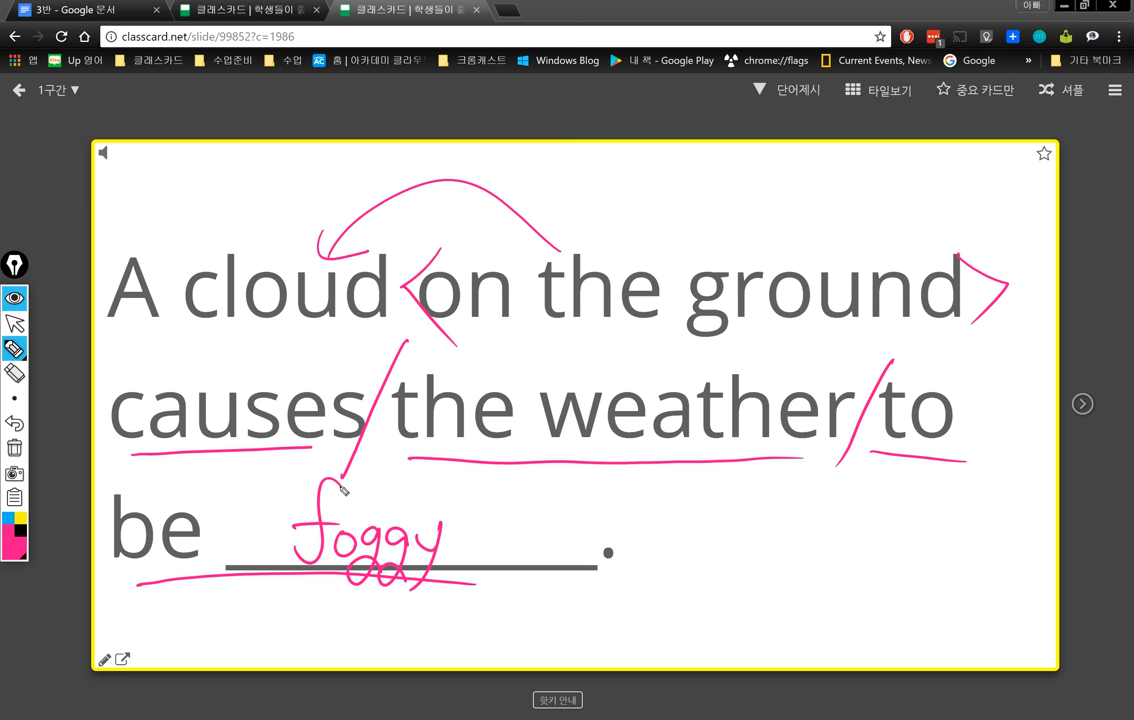 3반 - Google 문서
클래스카드 | 학생들이 좋
클래스카드 | 학생들이 좋
아빠
classcard.net/slide/99852?c=1986
앱 Up 영어 클래스카드 수업준비 수업 AC 홈 | 아카데미 클라우 크롬캐스트 Windows Blog 내 책 - Google Play chrome://flags Current Events, News Google » 기타 북마크
1구간 ▼ ▼ 단어제시 타일보기 중요 카드만 셔플
A cloud on the ground
causes the weather to
be foggy .
핫키 안내